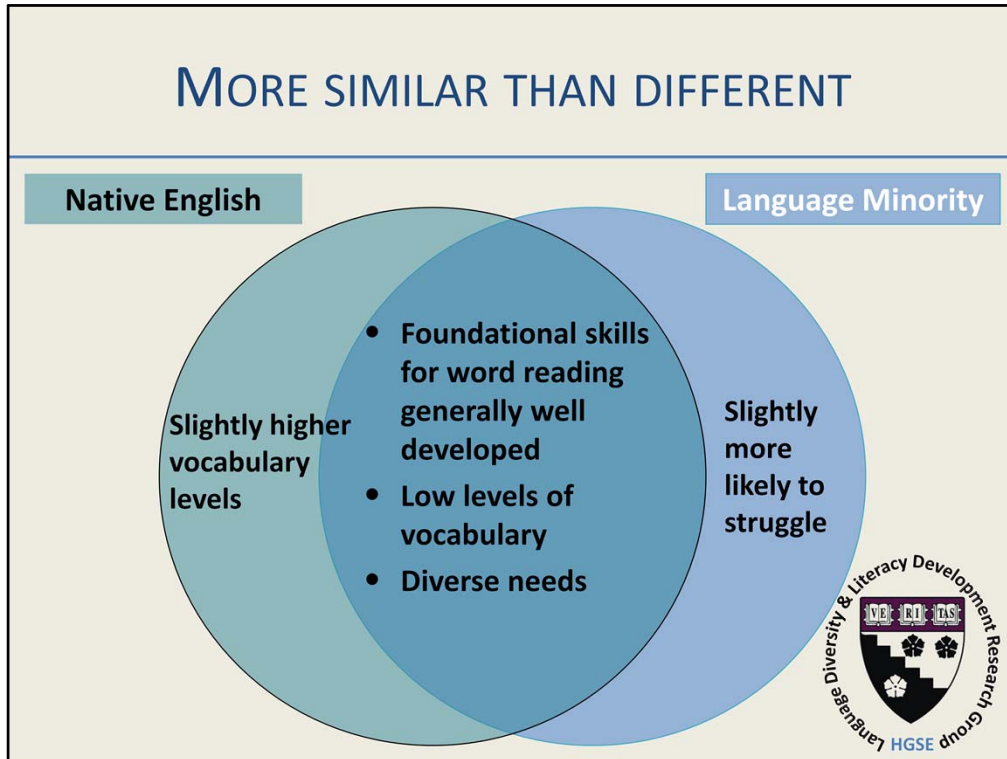 MORE SIMILAR THAN DIFFERENT
Native English
Language Minority
Slightly higher
vocabulary
levels
• Foundational skills
for word reading
generally well
developed
• Low levels of
vocabulary
• Diverse needs
Slightly
more
likely to
struggle
Language Diversity & Literacy Development Research Group
HGSE
VE RI TAS